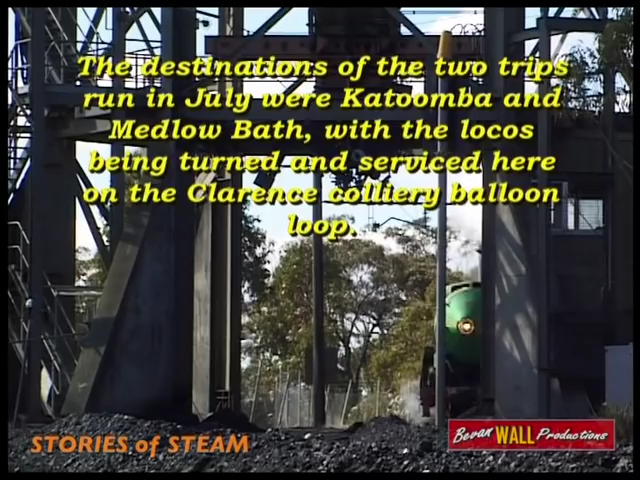 The destinations of the two trips
run in July were Katoomba and
Medlow Bath, with the locos
being turned and serviced here
on the Clarence colliery balloon
loop.
STORIES of STEAM
Bevan WALL Productions